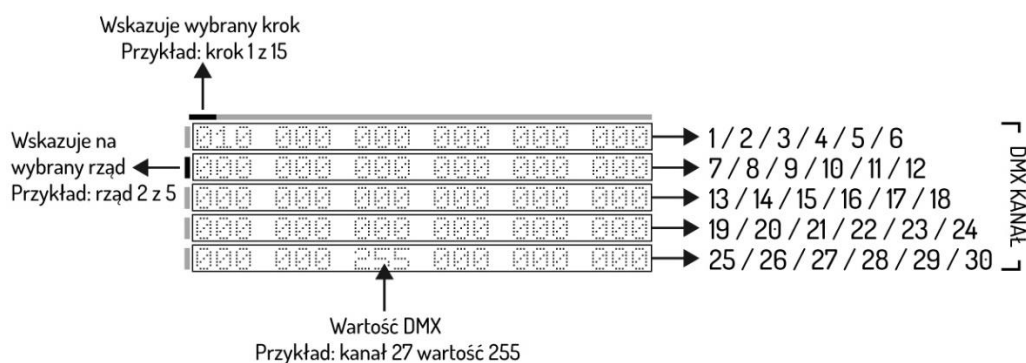 Wskazuje wybrany krok
Przykład: krok 1 z 15
Wskazuje na
wybrany rząd
Przykład: rząd 2 z 5
010 000 000 000 000 000
000 000 000 000 000 000
000 000 000 000 000 000
000 000 000 000 000 000
000 000 255 000 000 000
1 / 2 / 3 / 4 / 5 / 6
7 / 8 / 9 / 10 / 11 / 12
13 / 14 / 15 / 16 / 17 / 18
19 / 20 / 21 / 22 / 23 / 24
25 / 26 / 27 / 28 / 29 / 30
DMX KANAŁ
Wartość DMX
Przykład: kanał 27 wartość 255